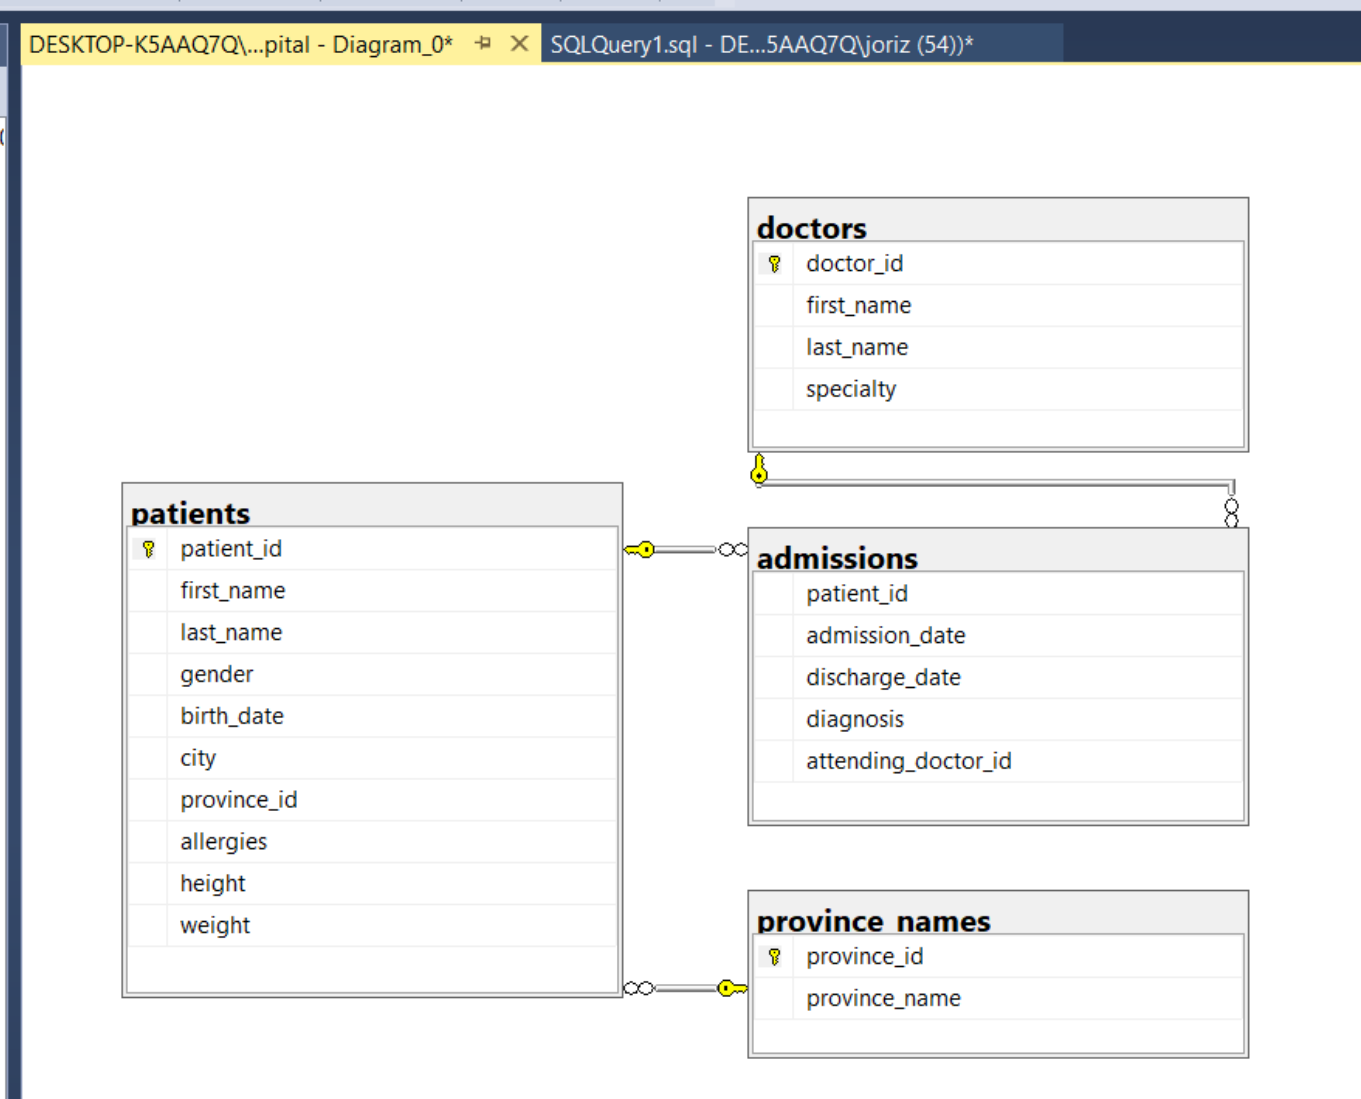 DESKTOP-K5AAQ7Q\...pital - Diagram_0*
SQLQuery1.sql - DE...5AAQ7Q\joriz (54))*
doctors
doctor_id
first_name
last_name
specialty
patients
patient_id
first_name
last_name
gender
birth_date
city
province_id
allergies
height
weight
admissions
patient_id
admission_date
discharge_date
diagnosis
attending_doctor_id
province_names
province_id
province_name